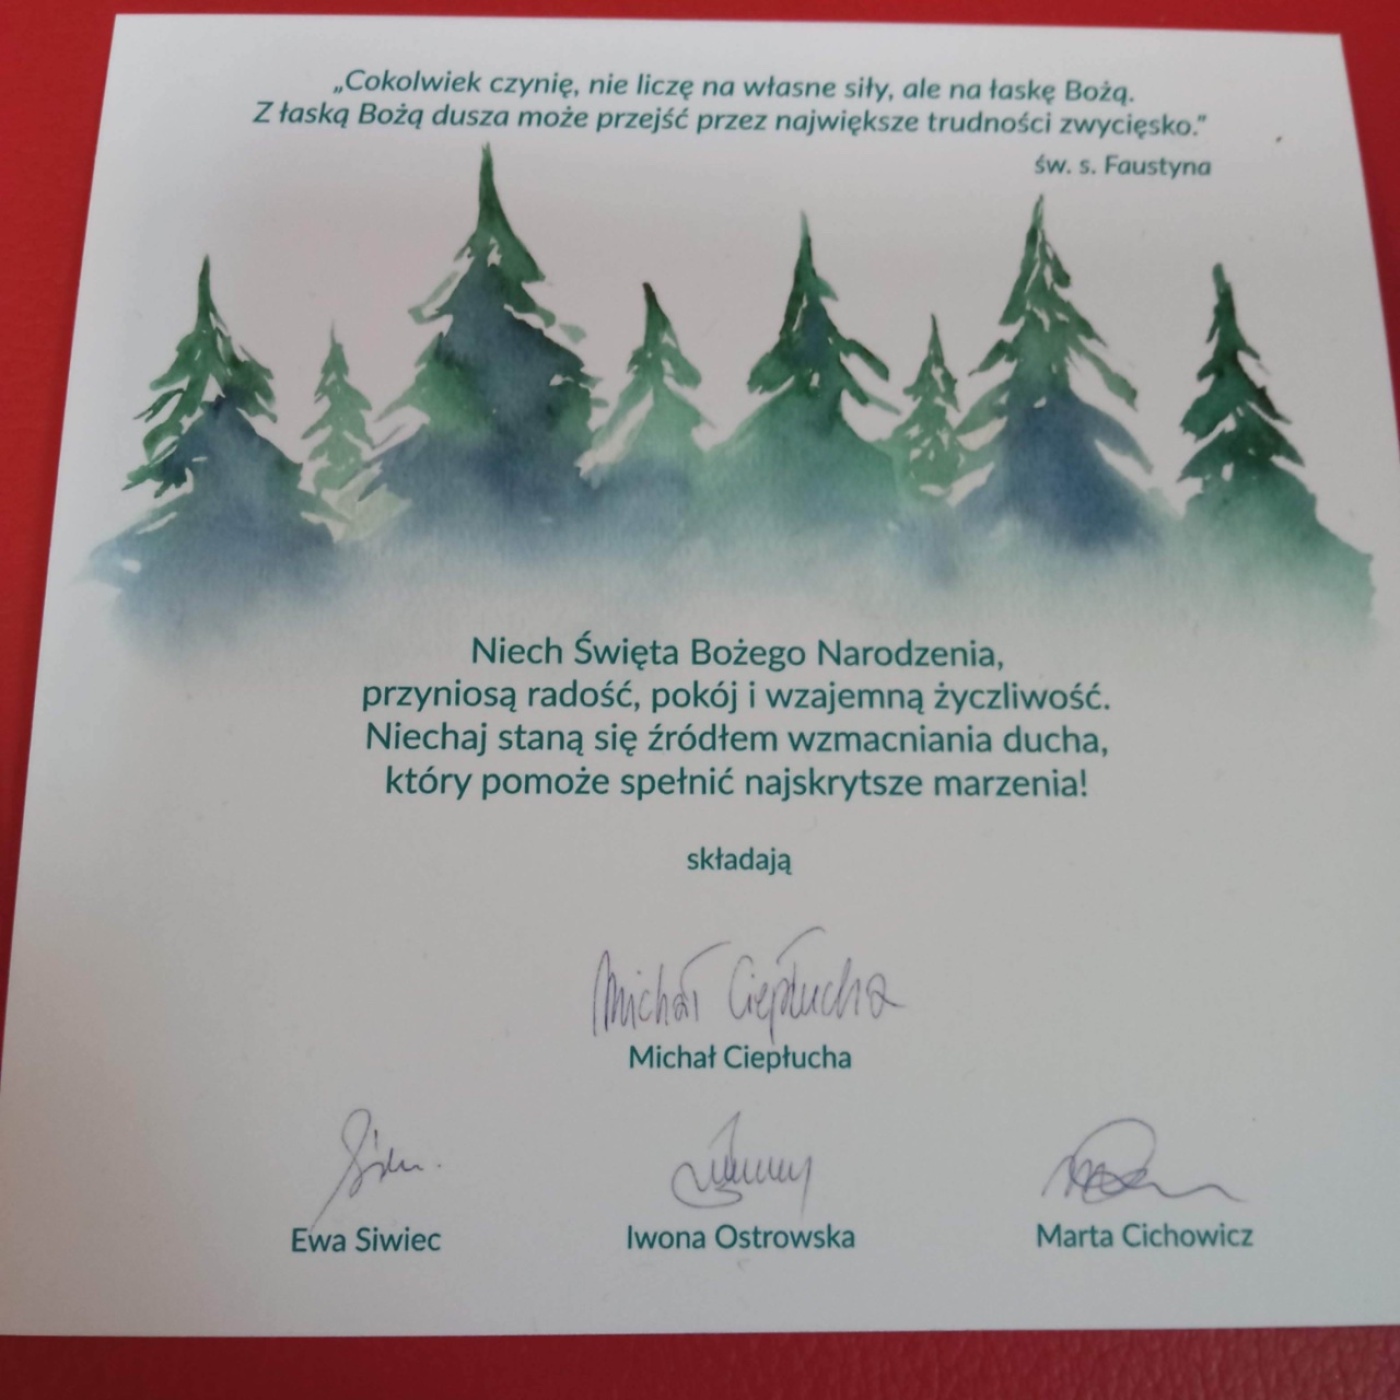 „Cokolwiek czynię, nie liczę na własne siły, ale na łaskę Bożą.
Z łaską Bożą dusza może przejść przez największe trudności zwycięsko.”
św. s. Faustyna
Niech Święta Bożego Narodzenia,
przyniosą radość, pokój i wzajemną życzliwość.
Niechaj staną się źródłem wzmacniania ducha,
który pomoże spełnić najskrytsze marzenia!
składają
Michał Ciepłucha
Michał Ciepłucha
Ewa Siwiec
Iwona Ostrowska
Marta Cichowicz